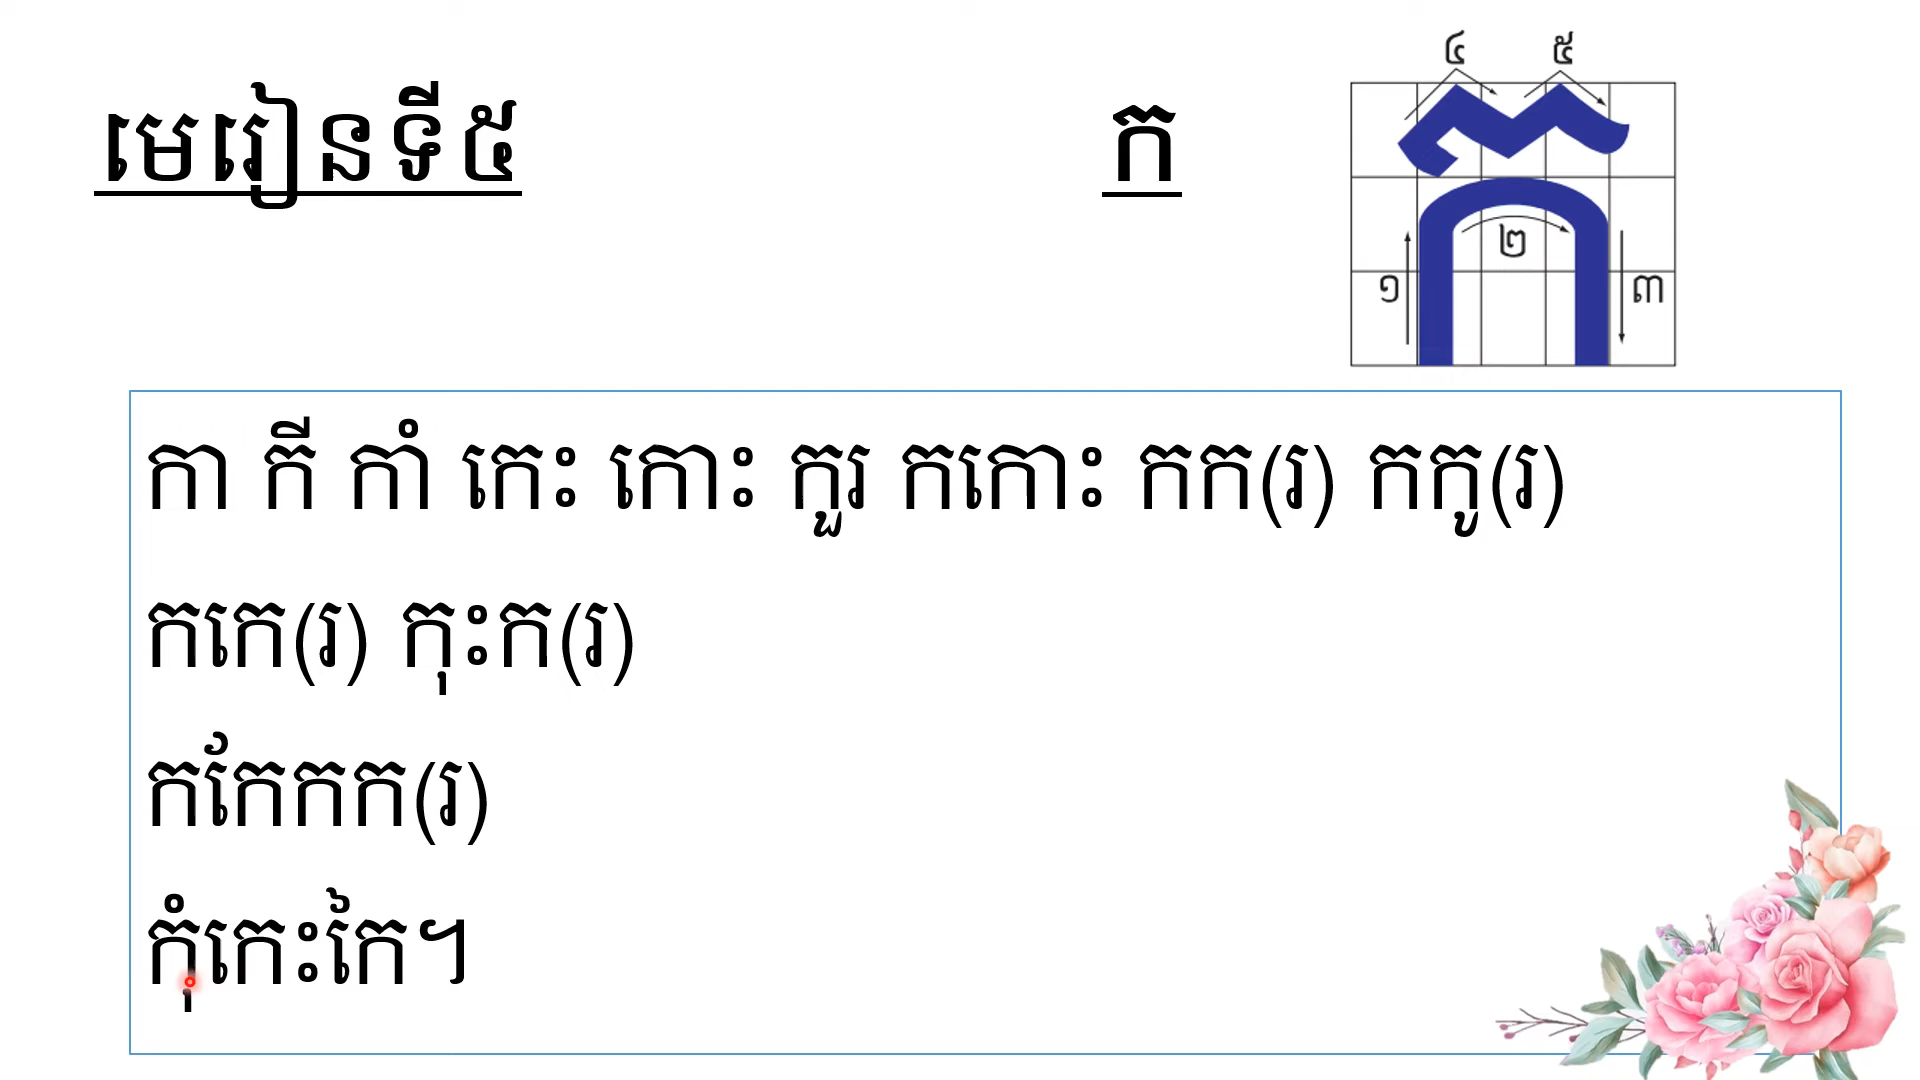 មេរៀនទី៥
ក
៤ ៥
២
១ ៣
កា កី កាំ កេះ កោះ កួរ កកោះ កក(រ) កកូ(រ)
កកេ(រ) កុះក(រ)
កកែកក(រ)
កុំកេះកៃ។